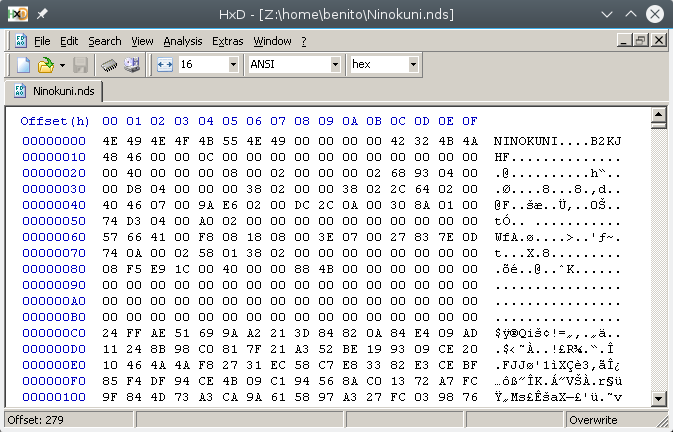 HxD - [Z:\home\benito\Ninokuni.nds]
File Edit Search View Analysis Extras Window ?
16 ANSI hex
Ninokuni.nds
Offset(h) 00 01 02 03 04 05 06 07 08 09 0A 0B 0C 0D 0E 0F
00000000 4E 49 4E 4F 4B 55 4E 49 00 00 00 00 42 32 4B 4A NINOKUNI....B2KJ
00000010 48 46 00 00 0C 00 00 00 00 00 00 00 00 00 00 00 HF..............
00000020 00 40 00 00 00 08 00 02 00 00 00 02 68 93 04 00 .@..........h“..
00000030 00 D8 04 00 00 00 38 02 00 00 38 02 2C 64 02 00 .Ø....8...8.,d..
00000040 40 46 07 00 9A E6 02 00 DC 2C 0A 00 30 8A 01 00 @F..šæ..Ü,..0Š..
00000050 74 D3 04 00 A0 02 00 00 00 00 00 00 00 00 00 00 tÓ.. ...........
00000060 57 66 41 00 F8 08 18 08 00 3E 07 00 27 83 7E 0D WfA.ø....>..'ƒ~.
00000070 74 0A 00 02 58 01 38 02 00 00 00 00 00 00 00 00 t...X.8.........
00000080 08 F5 E9 1C 00 40 00 00 88 4B 00 00 00 00 00 00 .õé..@..ˆK......
00000090 00 00 00 00 00 00 00 00 00 00 00 00 00 00 00 00 ................
000000A0 00 00 00 00 00 00 00 00 00 00 00 00 00 00 00 00 ................
000000B0 00 00 00 00 00 00 00 00 00 00 00 00 00 00 00 00 ................
000000C0 24 FF AE 51 69 9A A2 21 3D 84 82 0A 84 E4 09 AD $ÿ®Qiš¢!=„‚.„ä..
000000D0 11 24 8B 98 C0 81 7F 21 A3 52 BE 19 93 09 CE 20 .$‹˜À..!£R¾.“.Î
000000E0 10 46 4A 4A F8 27 31 EC 58 C7 E8 33 82 E3 CE BF .FJJø'1ìXÇè3‚ãÎ¿
000000F0 85 F4 DF 94 CE 4B 09 C1 94 56 8A C0 13 72 A7 FC …ôß”ÎK.Á”VŠÀ.r§ü
00000100 9F 84 4D 73 A3 CA 9A 61 58 97 A3 27 FC 03 98 76 Ÿ„Ms£ÊšaX—£'ü.˜v
Offset: 279 Overwrite